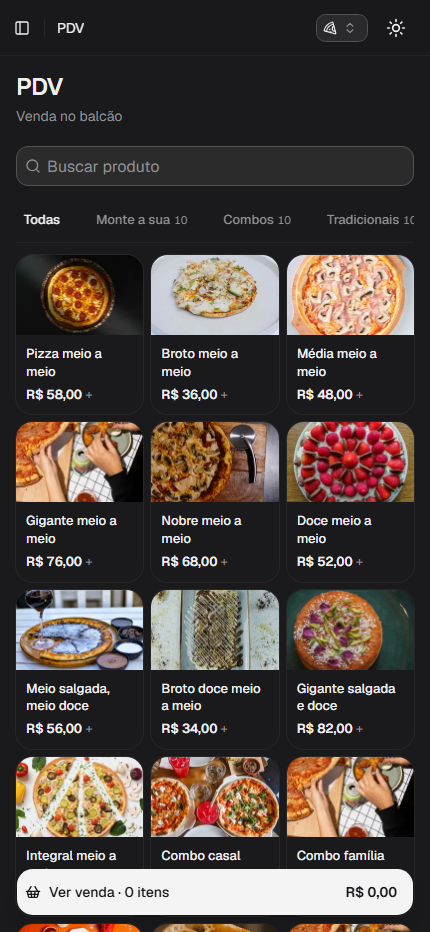 PDV
PDV
Venda no balcão
Buscar produto
Todas Monte a sua 10 Combos 10 Tradicionais 10
Pizza meio a
meio
R$ 58,00 +
Broto meio a
meio
R$ 36,00 +
Média meio a
meio
R$ 48,00 +
Gigante meio a
meio
R$ 76,00 +
Nobre meio a
meio
R$ 68,00 +
Doce meio a
meio
R$ 52,00 +
Meio salgada,
meio doce
R$ 56,00 +
Broto doce meio
a meio
R$ 34,00 +
Gigante salgada
e doce
R$ 82,00 +
Integral meio a
Combo casal
Combo família
Ver venda · 0 itens R$ 0,00